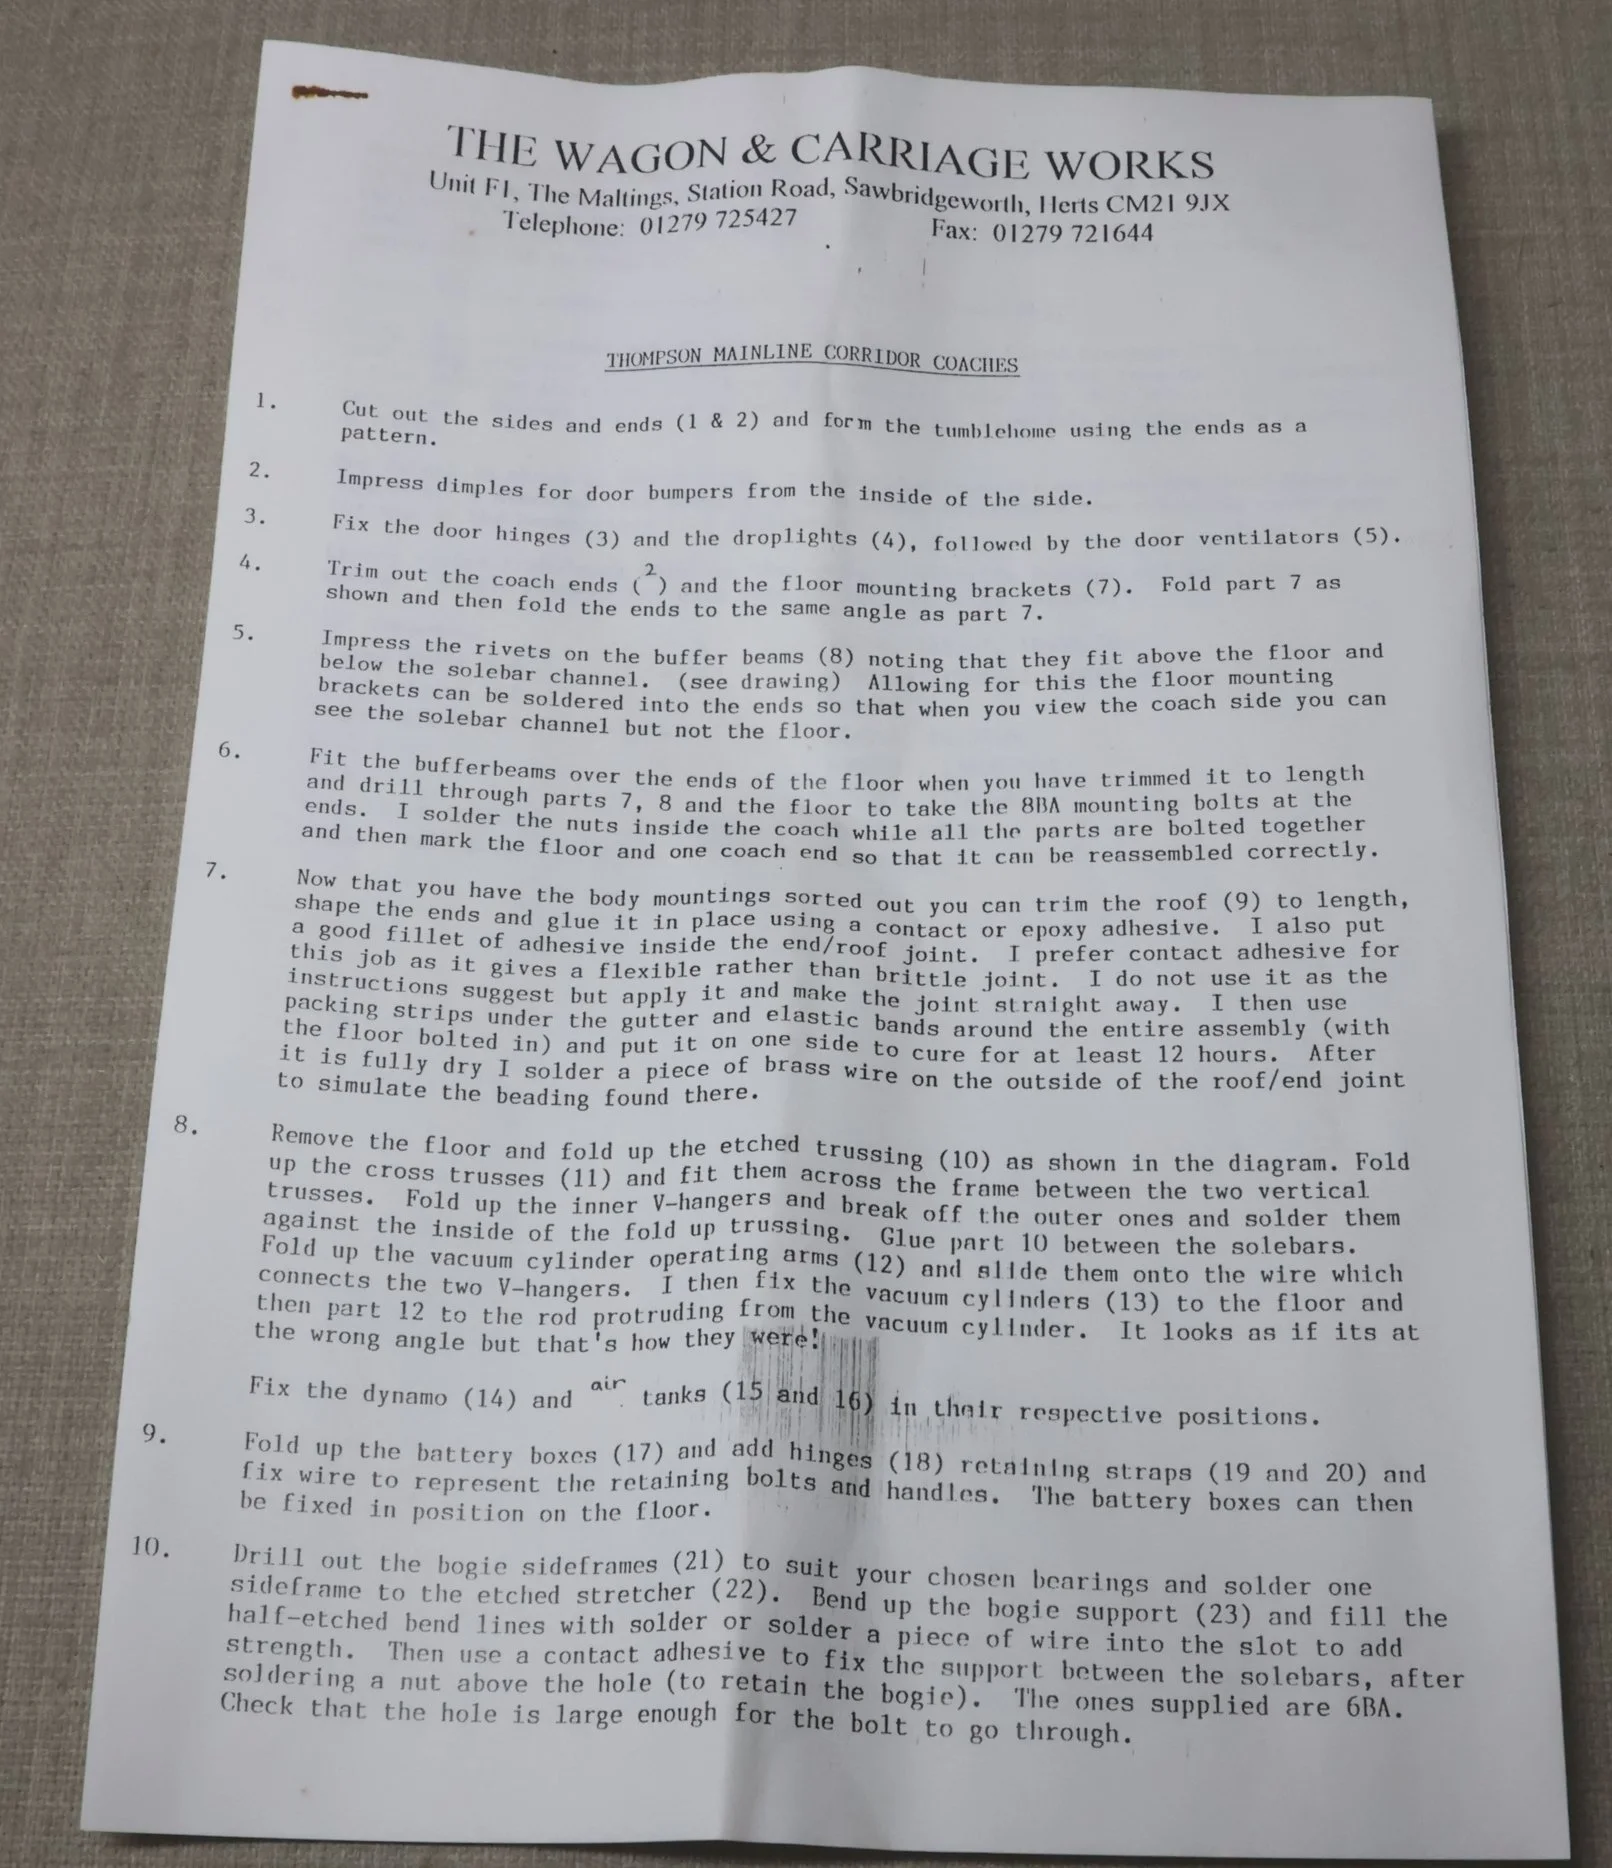 THE WAGON & CARRIAGE WORKS
Unit F1, The Maltings, Station Road, Sawbridgeworth, Herts CM21 9JX
Telephone: 01279 725427 Fax: 01279 721644
THOMPSON MAINLINE CORRIDOR COACHES
1. Cut out the sides and ends (1 & 2) and form the tumblehome using the ends as a
pattern.
2. Impress dimples for door bumpers from the inside of the side.
3. Fix the door hinges (3) and the droplights (4), followed by the door ventilators (5).
4. Trim out the coach ends (2) and the floor mounting brackets (7). Fold part 7 as
shown and then fold the ends to the same angle as part 7.
5. Impress the rivets on the buffer beams (8) noting that they fit above the floor and
below the solebar channel. (see drawing) Allowing for this the floor mounting
brackets can be soldered into the ends so that when you view the coach side you can
see the solebar channel but not the floor.
6. Fit the bufferbeams over the ends of the floor when you have trimmed it to length
and drill through parts 7, 8 and the floor to take the 8BA mounting bolts at the
ends. I solder the nuts inside the coach while all the parts are bolted together
and then mark the floor and one coach end so that it can be reassembled correctly.
7. Now that you have the body mountings sorted out you can trim the roof (9) to length,
shape the ends and glue it in place using a contact or epoxy adhesive. I also put
a good fillet of adhesive inside the end/roof joint. I prefer contact adhesive for
this job as it gives a flexible rather than brittle joint. I do not use it as the
instructions suggest but apply it and make the joint straight away. I then use
packing strips under the gutter and elastic bands around the entire assembly (with
the floor bolted in) and put it on one side to cure for at least 12 hours. After
it is fully dry I solder a piece of brass wire on the outside of the roof/end joint
to simulate the beading found there.
8. Remove the floor and fold up the etched trussing (10) as shown in the diagram. Fold
up the cross trusses (11) and fit them across the frame between the two vertical
trusses. Fold up the inner V-hangers and break off the outer ones and solder them
against the inside of the fold up trussing. Glue part 10 between the solebars.
Fold up the vacuum cylinder operating arms (12) and slide them onto the wire which
connects the two V-hangers. I then fix the vacuum cylinders (13) to the floor and
then part 12 to the rod protruding from the vacuum cylinder. It looks as if its at
the wrong angle but that's how they were!
Fix the dynamo (14) and air tanks (15 and 16) in their respective positions.
9. Fold up the battery boxes (17) and add hinges (18) retaining straps (19 and 20) and
fix wire to represent the retaining bolts and handles. The battery boxes can then
be fixed in position on the floor.
10. Drill out the bogie sideframes (21) to suit your chosen bearings and solder one
sideframe to the etched stretcher (22). Bend up the bogie support (23) and fill the
half-etched bend lines with solder or solder a piece of wire into the slot to add
strength. Then use a contact adhesive to fix the support between the solebars, after
soldering a nut above the hole (to retain the bogie). The ones supplied are 6BA.
Check that the hole is large enough for the bolt to go through.